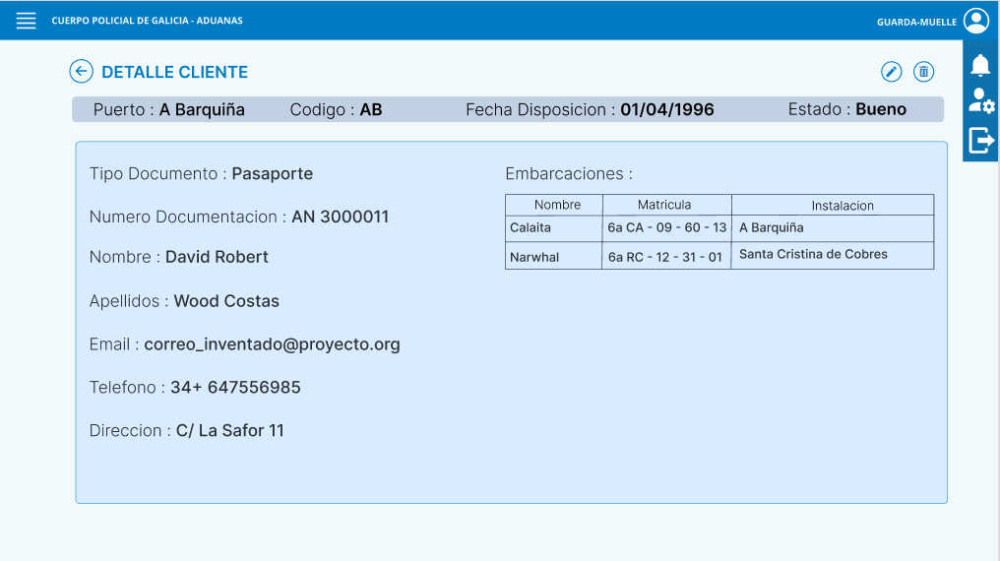 CUERPO POLICIAL DE GALICIA - ADUANAS
GUARDA-MUELLE
DETALLE CLIENTE
Puerto : A Barquiña Codigo : AB Fecha Disposicion : 01/04/1996 Estado : Bueno
Tipo Documento : Pasaporte
Numero Documentacion : AN 3000011
Nombre : David Robert
Apellidos : Wood Costas
Email : correo_inventado@proyecto.org
Telefono : 34+ 647556985
Direccion : C/ La Safor 11
Embarcaciones :
Nombre Matricula Instalacion
Calaita 6a CA - 09 - 60 - 13 A Barquiña
Narwhal 6a RC - 12 - 31 - 01 Santa Cristina de Cobres